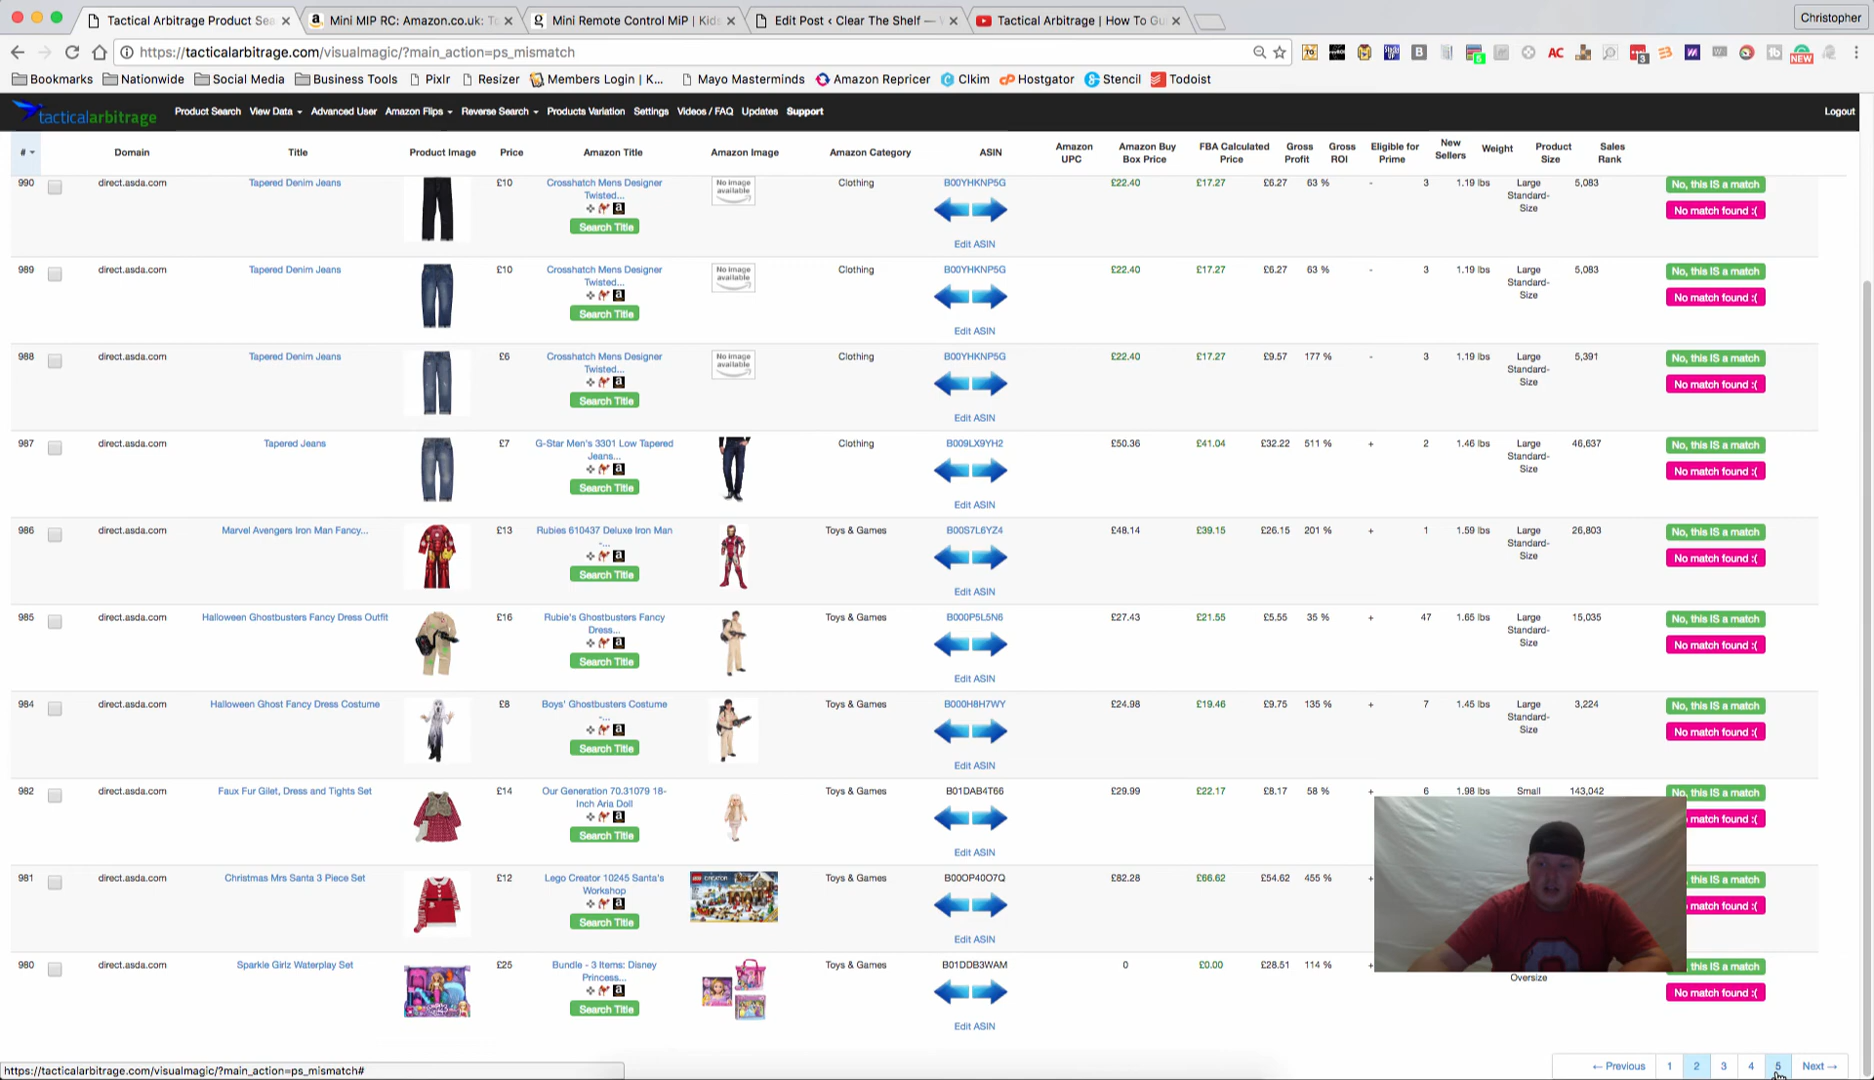 Tactical Arbitrage Product Sea
Mini MIP RC: Amazon.co.uk: To
Mini Remote Control MiP | Kids
Edit Post ‹ Clear The Shelf —
Tactical Arbitrage | How To Gu
Christopher
https://tacticalarbitrage.com/visualmagic/?main_action=ps_mismatch
Bookmarks Nationwide Social Media Business Tools Pixlr Resizer Members Login | K... Mayo Masterminds Amazon Repricer Clkim Hostgator Stencil Todoist
tacticalarbitrage Product Search View Data Advanced User Amazon Flips Reverse Search Products Variation Settings Videos / FAQ Updates Support Logout
# Domain Title Product Image Price Amazon Title Amazon Image Amazon Category ASIN Amazon UPC Amazon Buy Box Price FBA Calculated Price Gross Profit Gross ROI Eligible for Prime New Sellers Weight Product Size Sales Rank
990 direct.asda.com Tapered Denim Jeans £10 Crosshatch Mens Designer Twisted... Search Title No image available Clothing B00YHKNP5G Edit ASIN £22.40 £17.27 £6.27 63 % - 3 1.19 lbs Large Standard-Size 5,083 No, this IS a match No match found :(
989 direct.asda.com Tapered Denim Jeans £10 Crosshatch Mens Designer Twisted... Search Title No image available Clothing B00YHKNP5G Edit ASIN £22.40 £17.27 £6.27 63 % - 3 1.19 lbs Large Standard-Size 5,083 No, this IS a match No match found :(
988 direct.asda.com Tapered Denim Jeans £6 Crosshatch Mens Designer Twisted... Search Title No image available Clothing B00YHKNP5G Edit ASIN £22.40 £17.27 £9.57 177 % - 3 1.19 lbs Large Standard-Size 5,391 No, this IS a match No match found :(
987 direct.asda.com Tapered Jeans £7 G-Star Men's 3301 Low Tapered Jeans... Search Title Clothing B009LX9YH2 Edit ASIN £50.36 £41.04 £32.22 511 % + 2 1.46 lbs Large Standard-Size 46,637 No, this IS a match No match found :(
986 direct.asda.com Marvel Avengers Iron Man Fancy... £13 Rubies 610437 Deluxe Iron Man -... Search Title Toys & Games B00S7L6YZ4 Edit ASIN £48.14 £39.15 £26.15 201 % + 1 1.59 lbs Large Standard-Size 26,803 No, this IS a match No match found :(
985 direct.asda.com Halloween Ghostbusters Fancy Dress Outfit £16 Rubie's Ghostbusters Fancy Dress... Search Title Toys & Games B000P5L5N6 Edit ASIN £27.43 £21.55 £5.55 35 % + 47 1.65 lbs Large Standard-Size 15,035 No, this IS a match No match found :(
984 direct.asda.com Halloween Ghost Fancy Dress Costume £8 Boys' Ghostbusters Costume -... Search Title Toys & Games B000H8H7WY Edit ASIN £24.98 £19.46 £9.75 135 % + 7 1.45 lbs Large Standard-Size 3,224 No, this IS a match No match found :(
982 direct.asda.com Faux Fur Gilet, Dress and Tights Set £14 Our Generation 70.31079 18-Inch Aria Doll Search Title Toys & Games B01DAB4T66 Edit ASIN £29.99 £22.17 £8.17 58 % + 6 1.98 lbs Small 143,042 No, this IS a match match found :(
981 direct.asda.com Christmas Mrs Santa 3 Piece Set £12 Lego Creator 10245 Santa's Workshop Search Title Toys & Games B00OP40O7Q Edit ASIN £82.28 £66.62 £54.62 455 % + this IS a match match found :(
980 direct.asda.com Sparkle Girlz Waterplay Set £25 Bundle - 3 Items: Disney Princess... Search Title Toys & Games B01DDB3WAM Edit ASIN 0 £0.00 £28.51 114 % + Oversize this IS a match No match found :(
← Previous 1 2 3 4 5 Next →
https://tacticalarbitrage.com/visualmagic/?main_action=ps_mismatch#